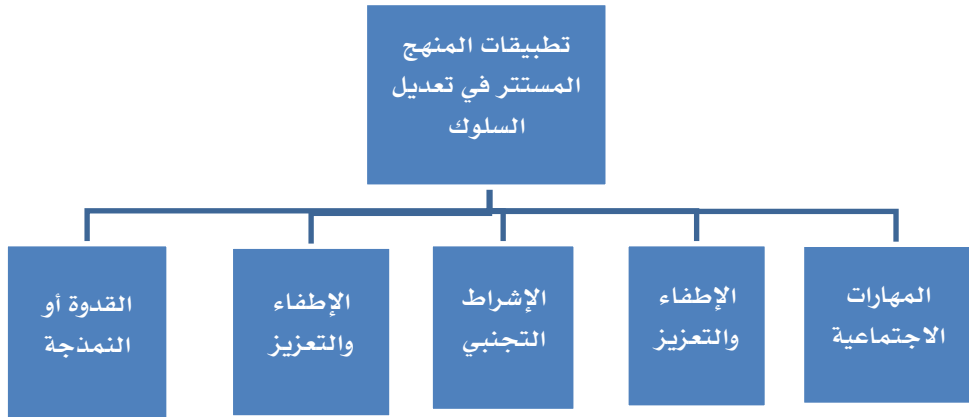 تطبيقات المنهج
المستتر في تعديل
السلوك
المهارات
الاجتماعية
الإطفاء
والتعزيز
الإشراط
التجنبي
الإطفاء
والتعزيز
القدوة أو
النمذجة